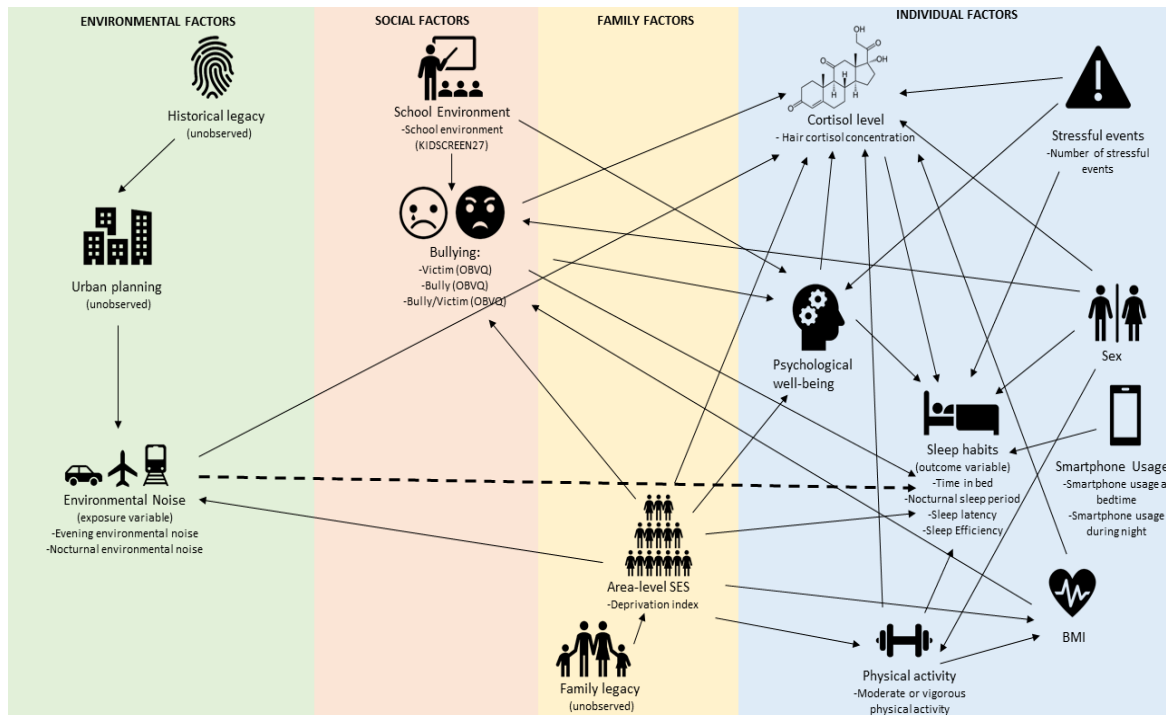 ENVIRONMENTAL FACTORS
SOCIAL FACTORS
FAMILY FACTORS
INDIVIDUAL FACTORS
Historical legacy
(unobserved)
Urban planning
(unobserved)
Environmental Noise
(exposure variable)
-Evening environmental noise
-Nocturnal environmental noise
School Environment
-School environment
(KIDSCREEN27)
Bullying:
-Victim (OBVQ)
-Bully (OBVQ)
-Bully/Victim (OBVQ)
Area-level SES
-Deprivation index
Family legacy
(unobserved)
OH
O
OH
O
H
H
H
O
Cortisol level
- Hair cortisol concentration
Stressful events
-Number of stressful
events
Psychological
well-being
Sex
Sleep habits
(outcome variable)
-Time in bed
-Nocturnal sleep period
-Sleep latency
-Sleep Efficiency
Smartphone Usage
-Smartphone usage a
bedtime
-Smartphone usage
during night
BMI
Physical activity
-Moderate or vigorous
physical activity